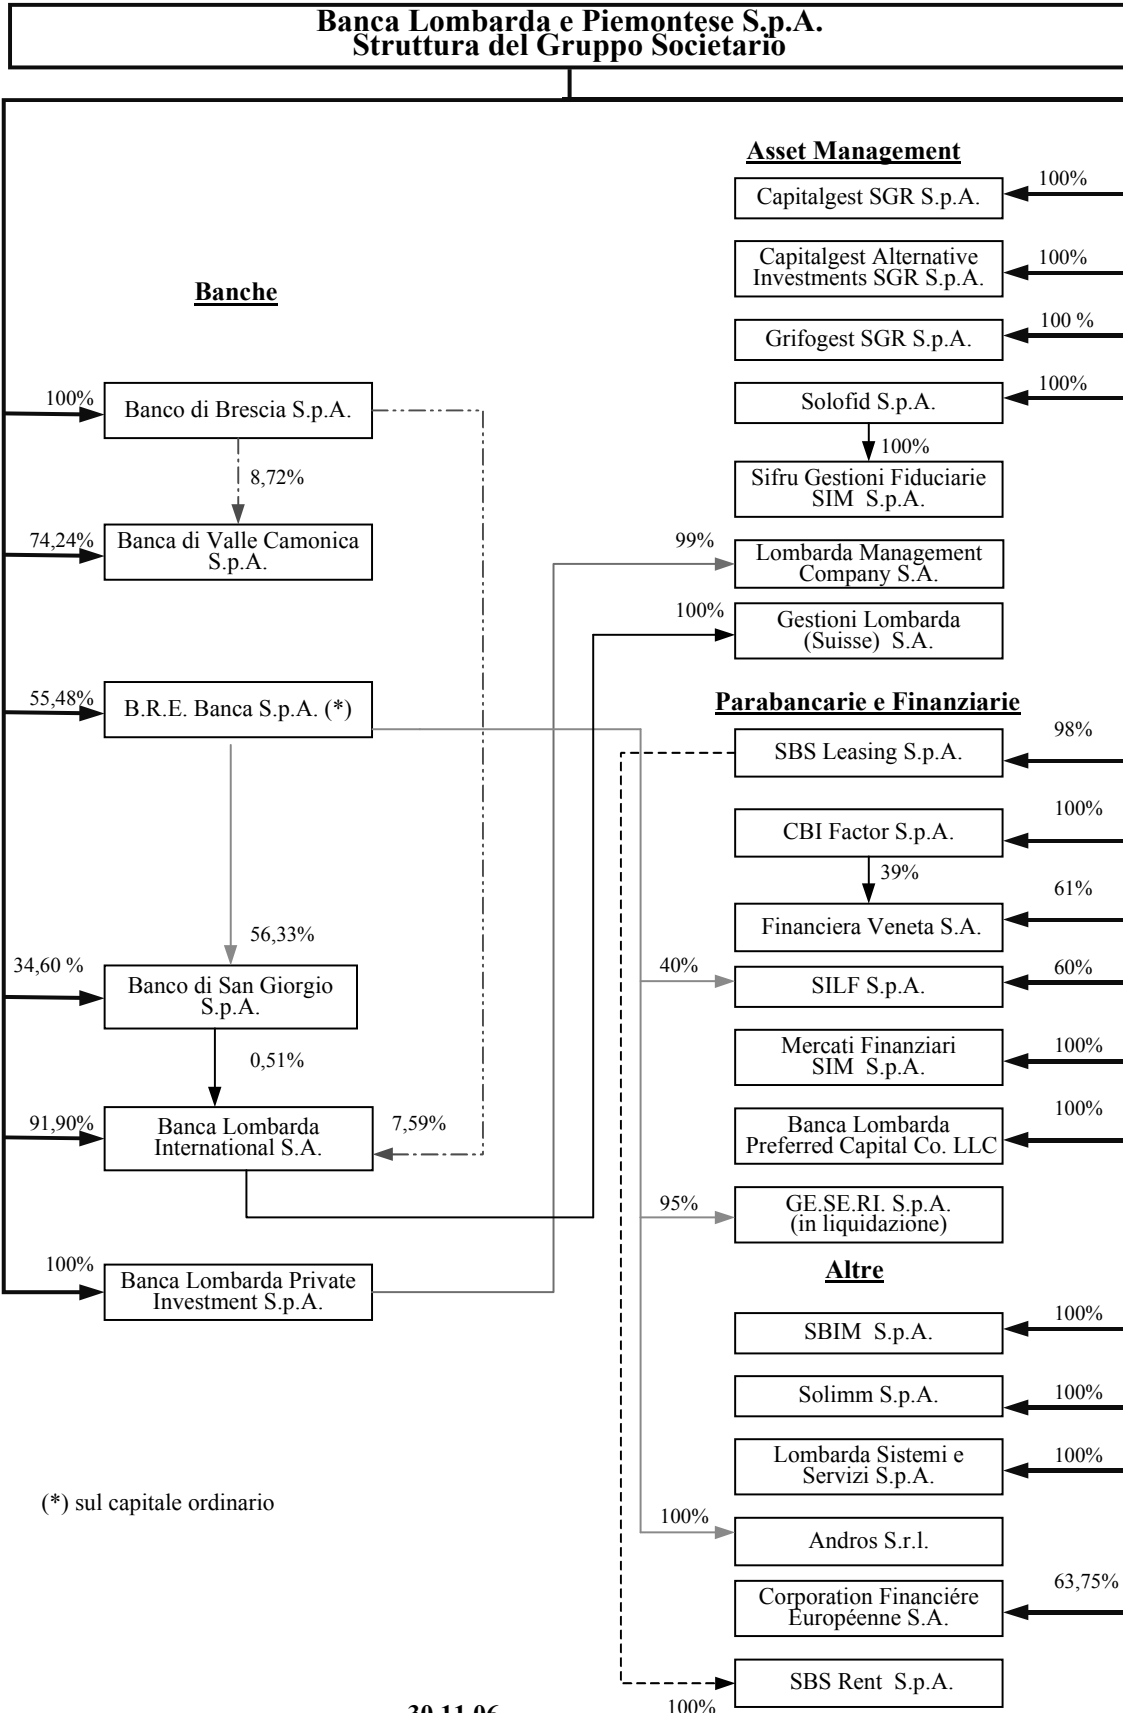 Banca Lombarda e Piemontese S.p.A.
Struttura del Gruppo Societario
Banche
100%
Banco di Brescia S.p.A.
8,72%
74,24%
Banca di Valle Camonica
S.p.A.
55,48%
B.R.E. Banca S.p.A. (*)
56,33%
34,60 %
Banco di San Giorgio
S.p.A.
0,51%
91,90%
Banca Lombarda
International S.A.
7,59%
100%
Banca Lombarda Private
Investment S.p.A.
(*) sul capitale ordinario
Asset Management
Capitalgest SGR S.p.A.
100%
Capitalgest Alternative
Investments SGR S.p.A.
100%
Grifogest SGR S.p.A.
100 %
Solofid S.p.A.
100%
100%
Sifru Gestioni Fiduciarie
SIM S.p.A.
99%
Lombarda Management
Company S.A.
100%
Gestioni Lombarda
(Suisse) S.A.
Parabancarie e Finanziarie
SBS Leasing S.p.A.
98%
CBI Factor S.p.A.
100%
39%
Financiera Veneta S.A.
61%
40%
SILF S.p.A.
60%
Mercati Finanziari
SIM S.p.A.
100%
Banca Lombarda
Preferred Capital Co. LLC
100%
95%
GE.SE.RI. S.p.A.
(in liquidazione)
Altre
SBIM S.p.A.
100%
Solimm S.p.A.
100%
Lombarda Sistemi e
Servizi S.p.A.
100%
100%
Andros S.r.l.
Corporation Financiére
Européenne S.A.
63,75%
SBS Rent S.p.A.
100%
30.11.06